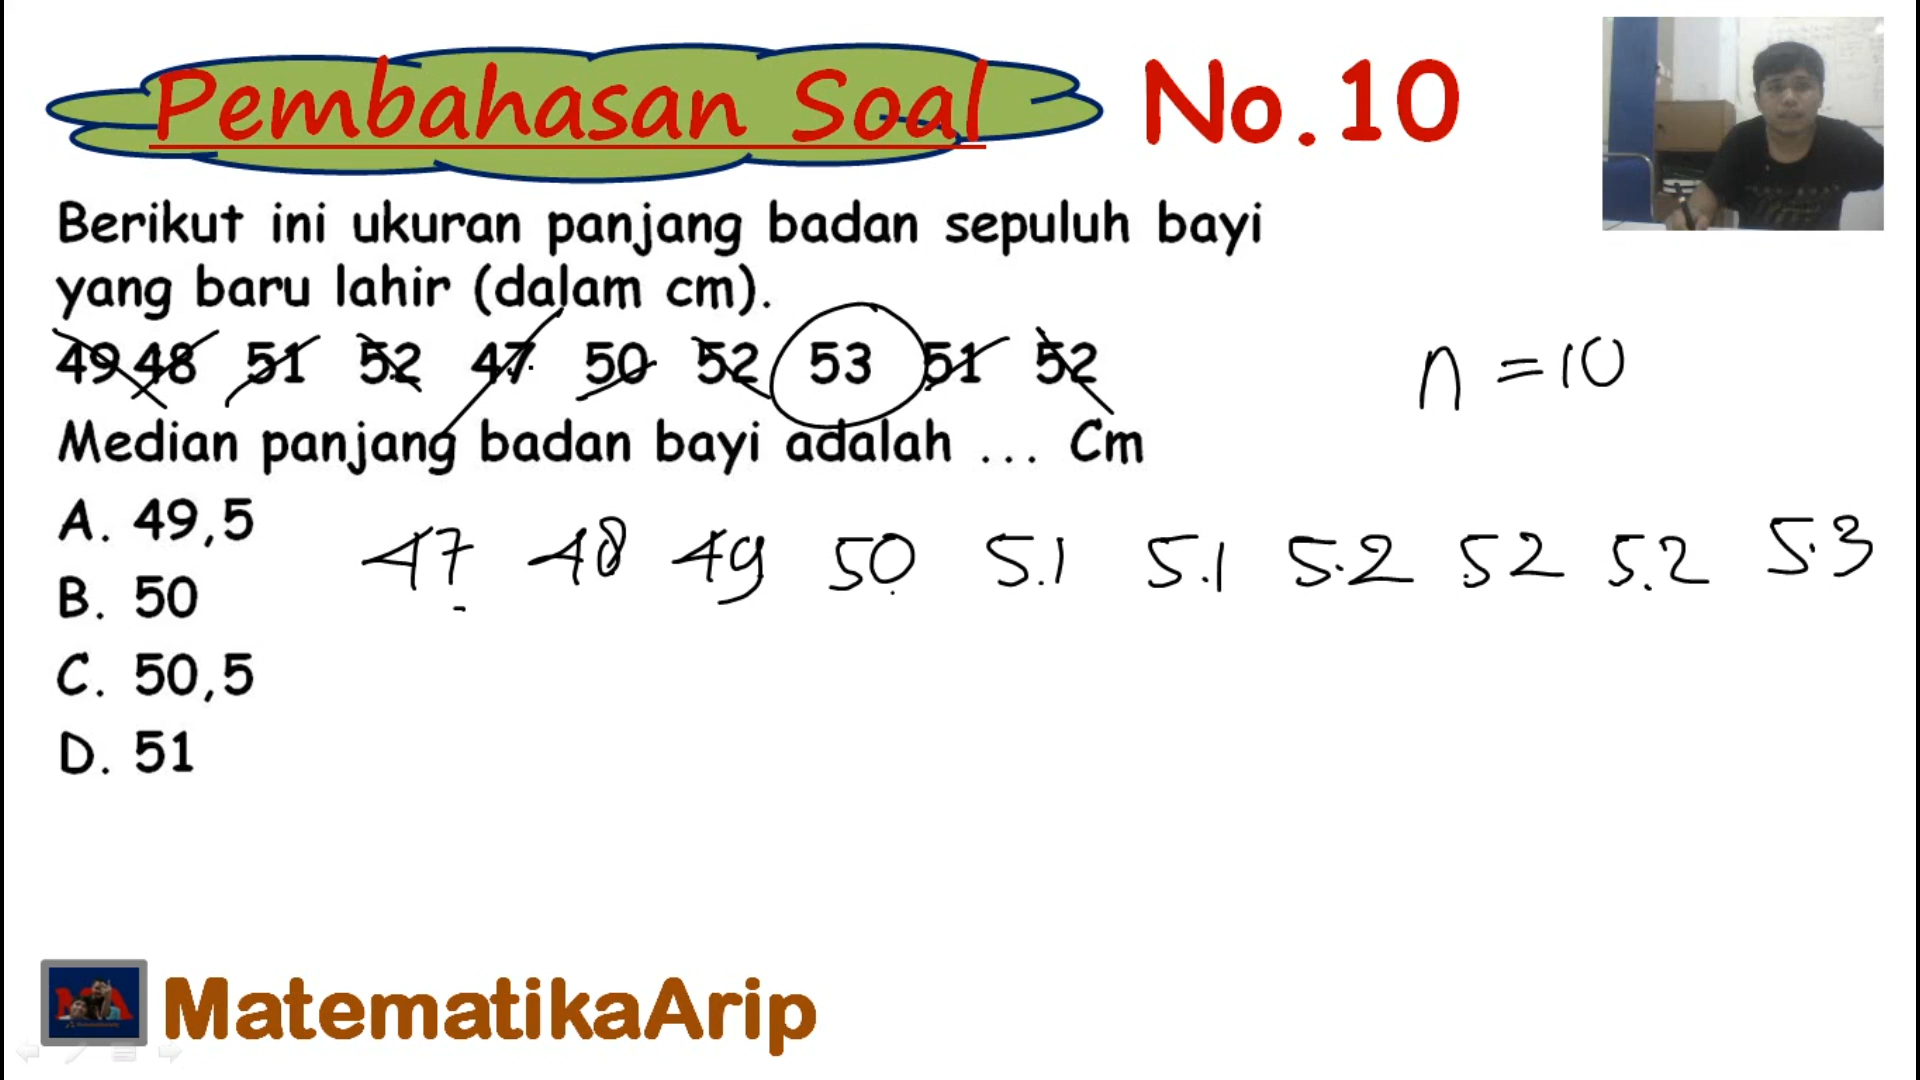 Pembahasan Soal No.10
Berikut ini ukuran panjang badan sepuluh bayi
yang baru lahir (dalam cm).
49 48 51 52 47 50 52 53 51 52
n = 10
Median panjang badan bayi adalah ... Cm
A. 49,5
47 48 49 50 51 51 52 52 52 53
B. 50
C. 50,5
D. 51
MatematikaArip